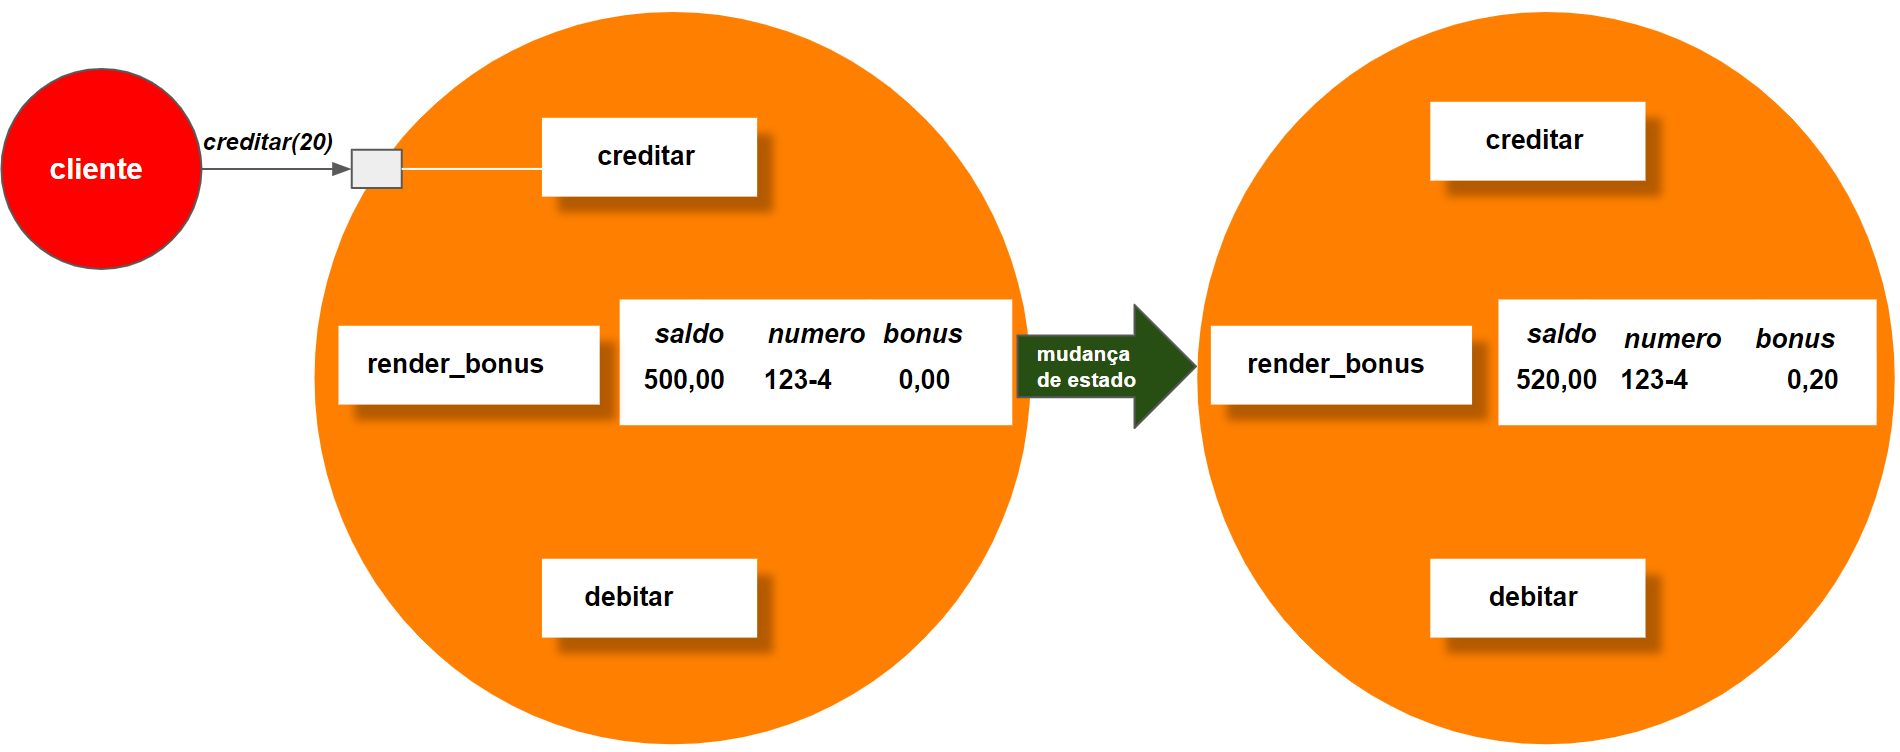 cliente
creditar(20)
creditar
render_bonus
saldo numero bonus
500,00 123-4 0,00
debitar
mudança
de estado
creditar
render_bonus
saldo numero bonus
520,00 123-4 0,20
debitar